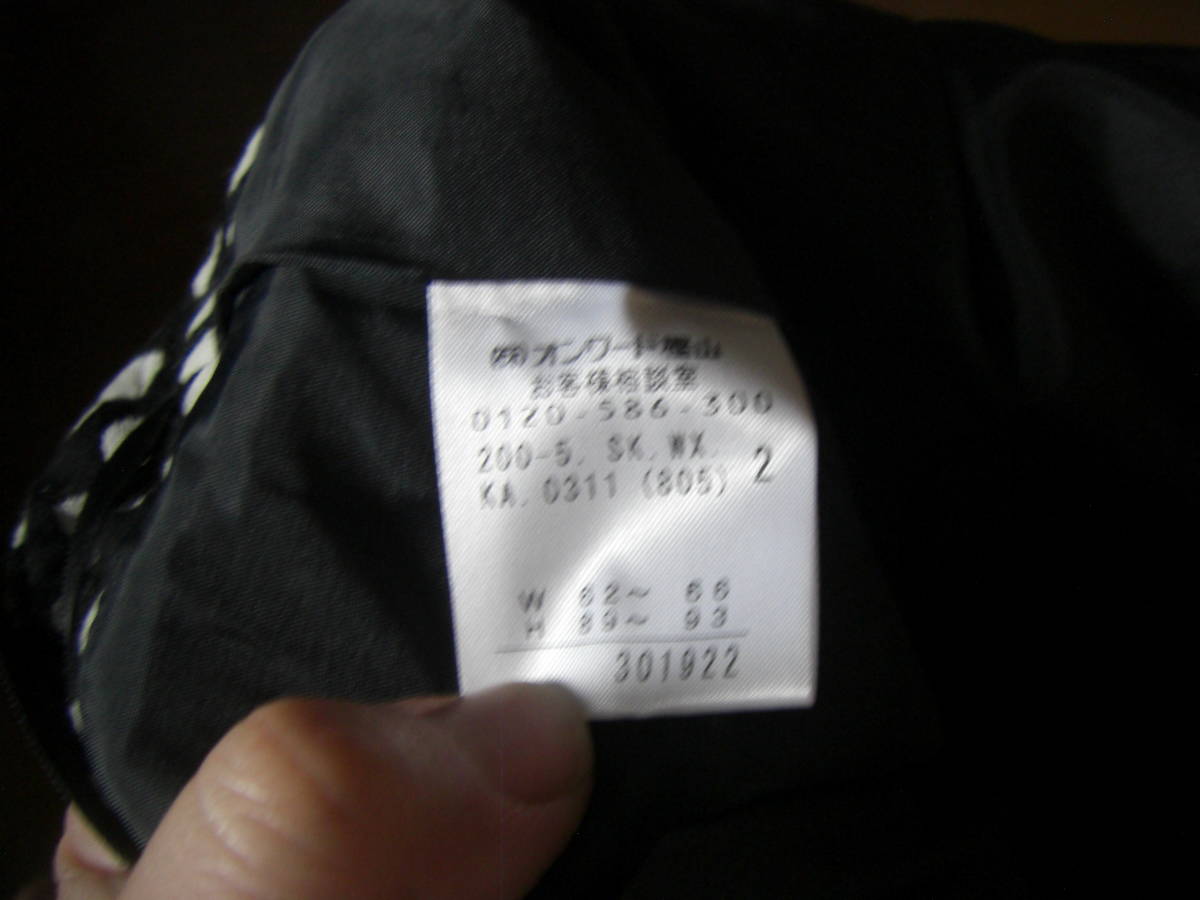 ㈱オンワード樫山
お客様相談室
0120-586-300
200-5. SK. WX. 2
KA. 0311 (805)
W 62～ 66
H 89～ 93
301922